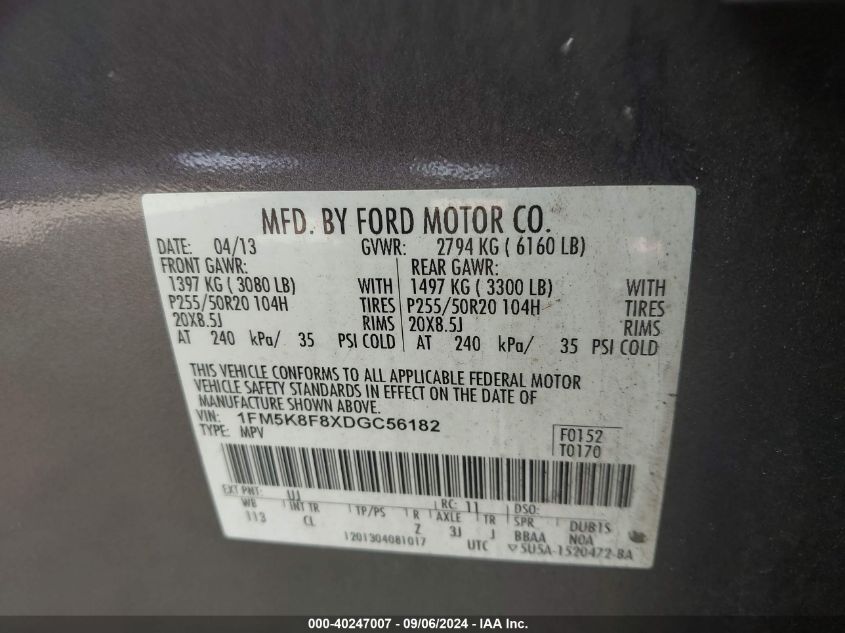 MFD. BY FORD MOTOR CO.
DATE: 04/13 GVWR: 2794 KG ( 6160 LB)
FRONT GAWR: REAR GAWR:
1397 KG ( 3080 LB) WITH 1497 KG ( 3300 LB) WITH
P255/50R20 104H TIRES P255/50R20 104H TIRES
20X8.5J RIMS 20X8.5J RIMS
AT 240 kPa/ 35 PSI COLD AT 240 kPa/ 35 PSI COLD
THIS VEHICLE CONFORMS TO ALL APPLICABLE FEDERAL MOTOR
VEHICLE SAFETY STANDARDS IN EFFECT ON THE DATE OF
MANUFACTURE SHOWN ABOVE.
VIN: 1FM5K8F8XDGC56182
TYPE: MPV
F0152
T0170
EXT PNT: UJ RC: 11 DSO:
WB INT TR TP/PS R AXLE TR SPR DUB1S
113 CL Z 3J J BBAA NOA
1201304081017 UTC ▽5U5A-1520472-BA
000-40247007 - 09/06/2024 - IAA Inc.